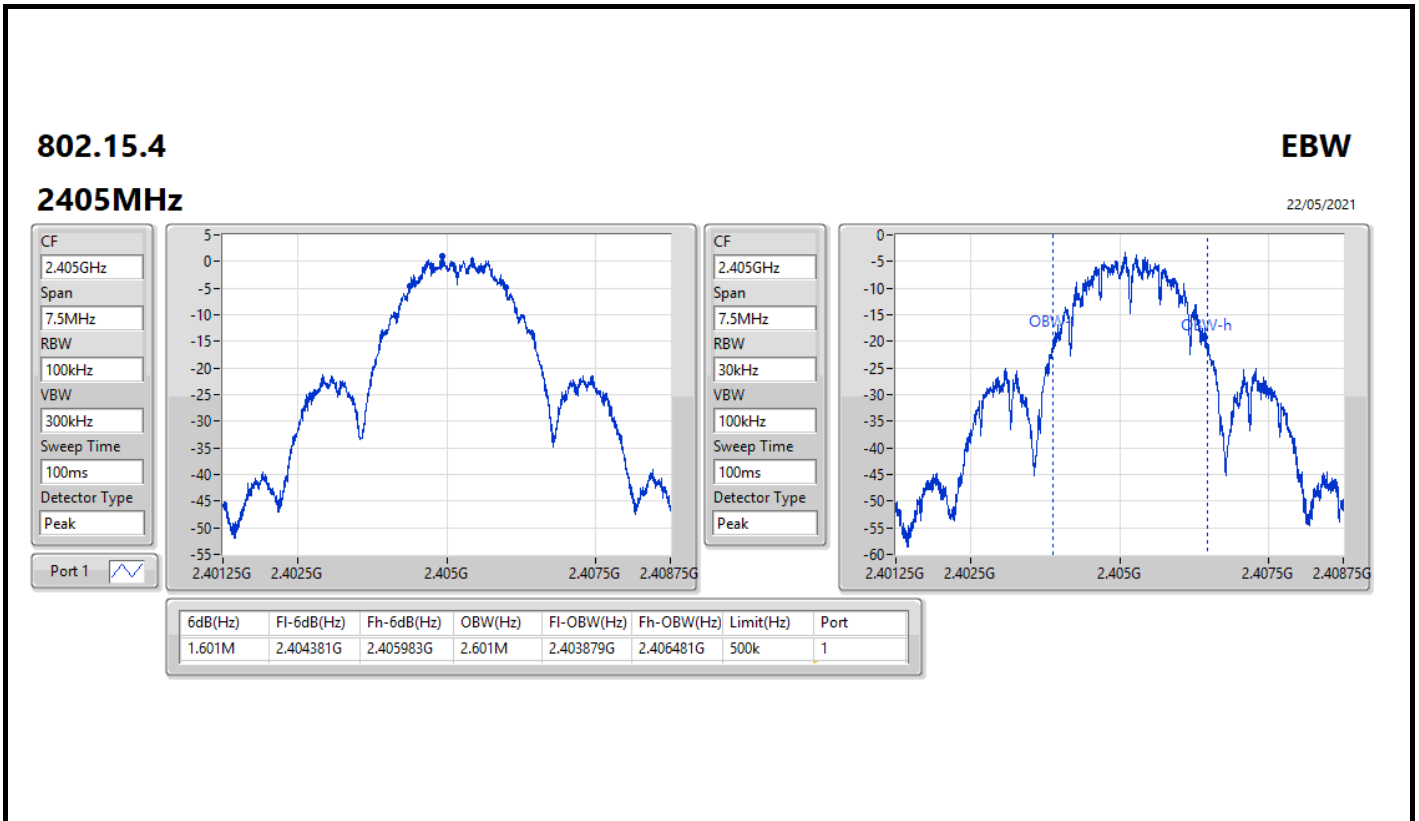 802.15.4
EBW
2405MHz
22/05/2021
CF
2.405GHz
Span
7.5MHz
RBW
100kHz
VBW
300kHz
Sweep Time
100ms
Detector Type
Peak
Port 1
5
0
-5
-10
-15
-20
-25
-30
-35
-40
-45
-50
-55
2.40125G 2.4025G 2.405G 2.4075G 2.40875G
CF
2.405GHz
Span
7.5MHz
RBW
30kHz
VBW
100kHz
Sweep Time
100ms
Detector Type
Peak
0
-5
-10
-15
-20
-25
-30
-35
-40
-45
-50
-55
-60
OBW-l
OBW-h
2.40125G 2.4025G 2.405G 2.4075G 2.40875G
6dB(Hz) Fl-6dB(Hz) Fh-6dB(Hz) OBW(Hz) Fl-OBW(Hz) Fh-OBW(Hz) Limit(Hz) Port
1.601M 2.404381G 2.405983G 2.601M 2.403879G 2.406481G 500k 1